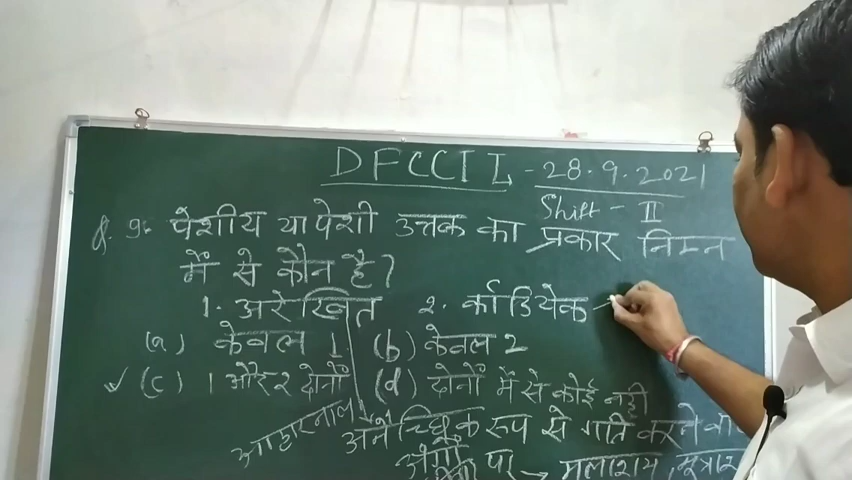 DFCCIL - 28.9.2021
Shift - II
Q. 9:- पेशीय या पेशी उत्तक का प्रकार निम्न
में से कौन है?
1. अरेखित 2. कार्डियेक →
(a) केवल 1 (b) केवल 2
✓ (c) 1 और 2 दोनों (d) दोनों में से कोई नही
आहारनाल अनैच्छिक रूप से गति करने
अंगों पर → मलाशय,